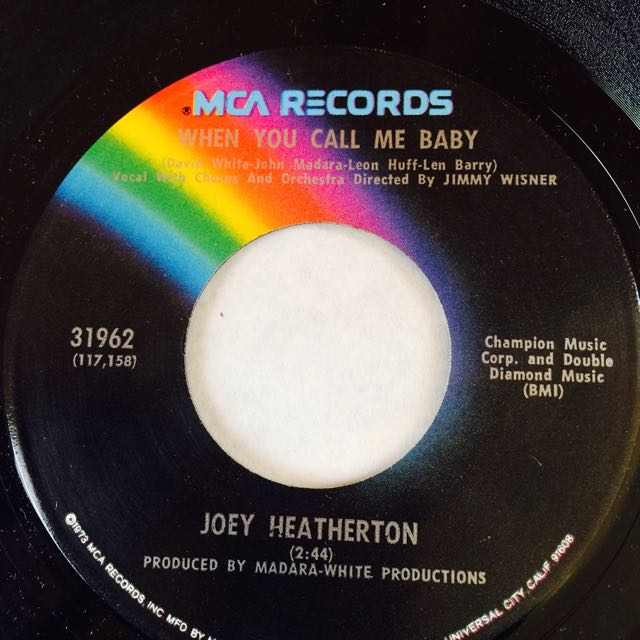 ® MCA RECORDS
WHEN YOU CALL ME BABY
(David White-John Madara-Leon Huff-Len Barry)
Vocal With Chorus And Orchestra Directed By JIMMY WISNER
31962
(117,158)
Champion Music
Corp. and Double
Diamond Music
(BMI)
JOEY HEATHERTON
(2:44)
PRODUCED BY MADARA-WHITE PRODUCTIONS
©1973 MCA RECORDS, INC. MFG BY
UNIVERSAL CITY, CALIF 91608